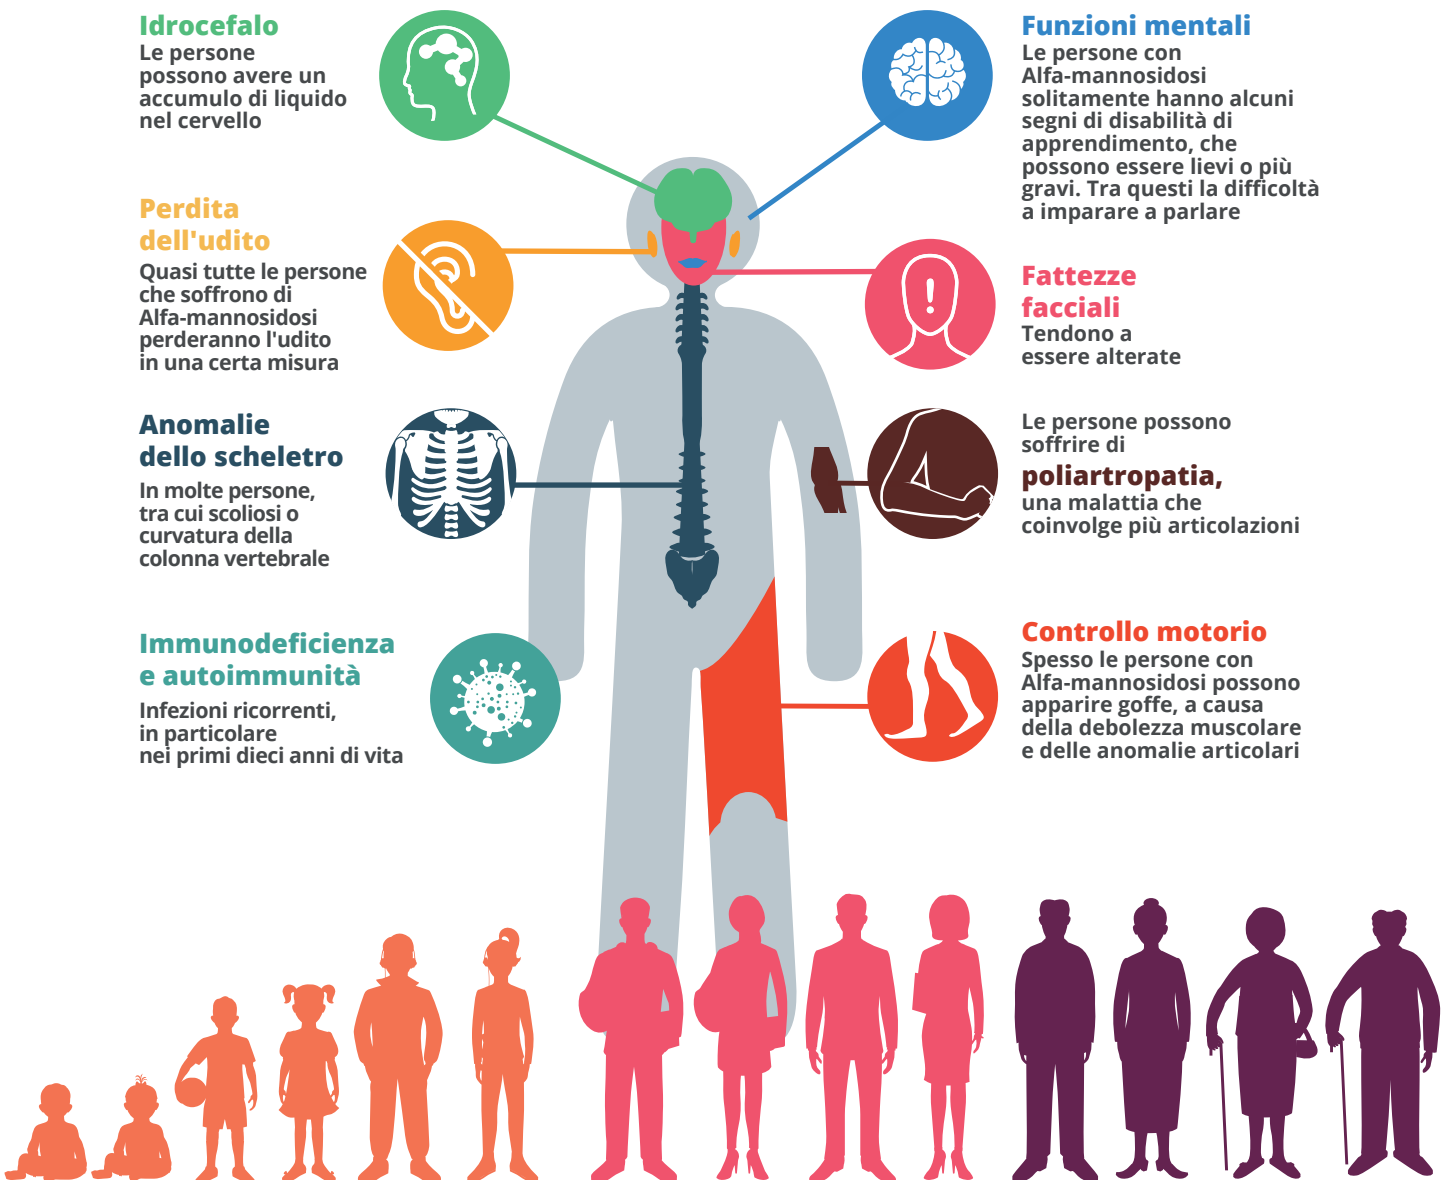 Idrocefalo
Le persone
possono avere un
accumulo di liquido
nel cervello
Perdita
dell'udito
Quasi tutte le persone
che soffrono di
Alfa-mannosidosi
perderanno l'udito
in una certa misura
Anomalie
dello scheletro
In molte persone,
tra cui scoliosi o
curvatura della
colonna vertebrale
Immunodeficienza
e autoimmunità
Infezioni ricorrenti,
in particolare
nei primi dieci anni di vita
Funzioni mentali
Le persone con
Alfa-mannosidosi
solitamente hanno alcuni
segni di disabilità di
apprendimento, che
possono essere lievi o più
gravi. Tra questi la difficoltà
a imparare a parlare
Fattezze
facciali
Tendono a
essere alterate
Le persone possono
soffrire di
poliartropatia,
una malattia che
coinvolge più articolazioni
Controllo motorio
Spesso le persone con
Alfa-mannosidosi possono
apparire goffe, a causa
della debolezza muscolare
e delle anomalie articolari